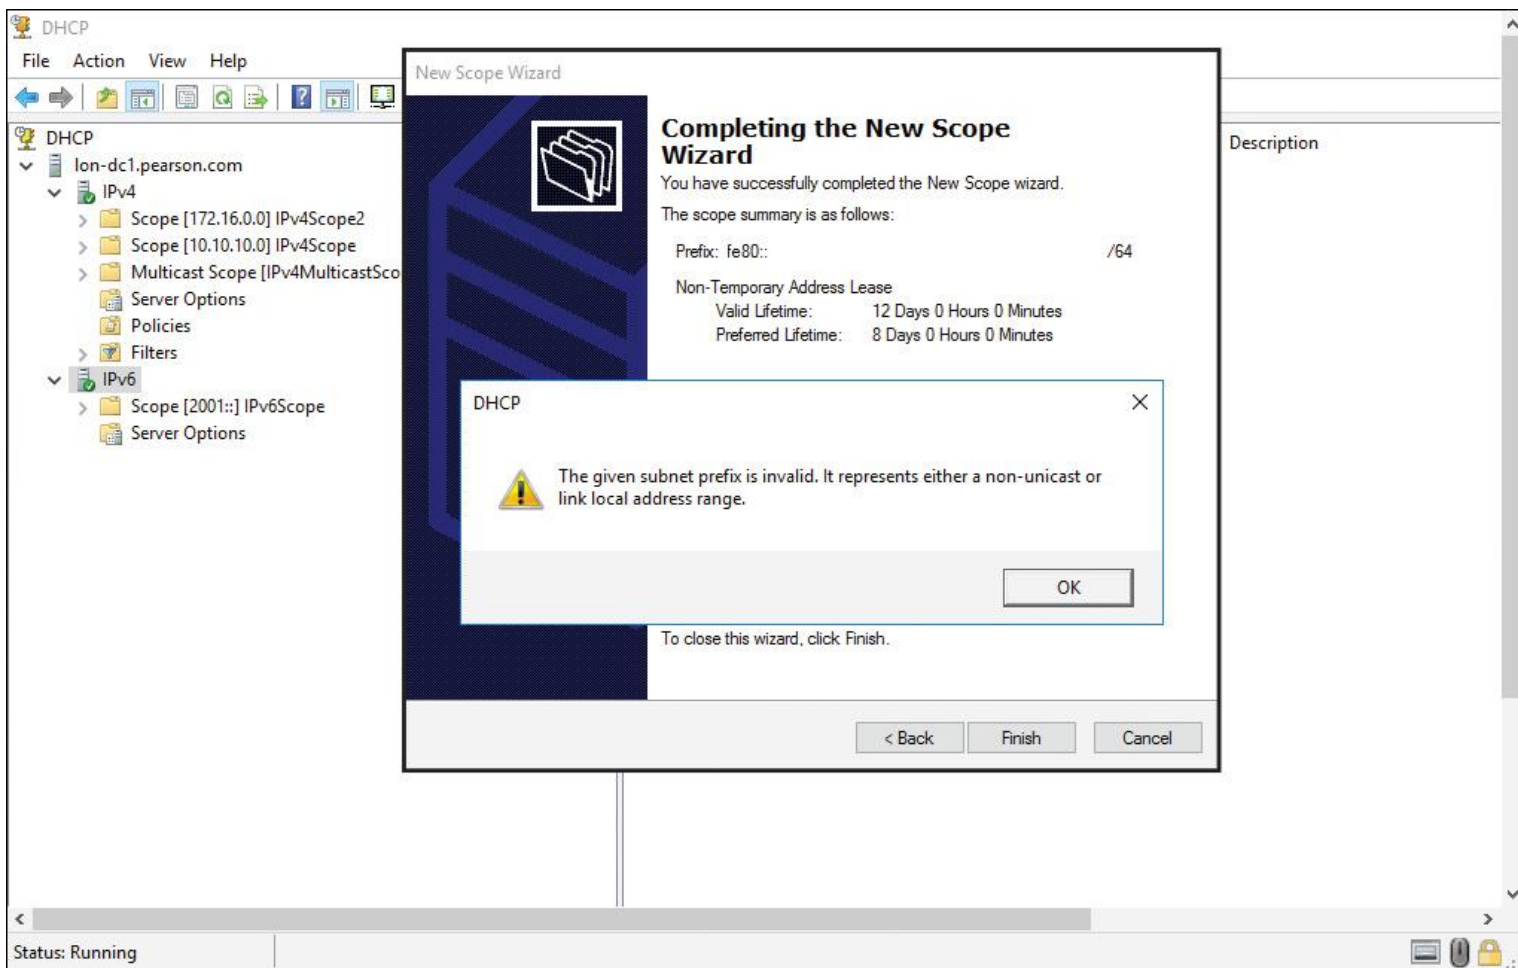 DHCP
File Action View Help
DHCP
lon-dc1.pearson.com
IPv4
Scope [172.16.0.0] IPv4Scope2
Scope [10.10.10.0] IPv4Scope
Multicast Scope [IPv4MulticastSco
Server Options
Policies
Filters
IPv6
Scope [2001::] IPv6Scope
Server Options
Description
New Scope Wizard
Completing the New Scope
Wizard
You have successfully completed the New Scope wizard.
The scope summary is as follows:
Prefix: fe80:: /64
Non-Temporary Address Lease
Valid Lifetime: 12 Days 0 Hours 0 Minutes
Preferred Lifetime: 8 Days 0 Hours 0 Minutes
DHCP
The given subnet prefix is invalid. It represents either a non-unicast or
link local address range.
OK
To close this wizard, click Finish.
< Back Finish Cancel
Status: Running